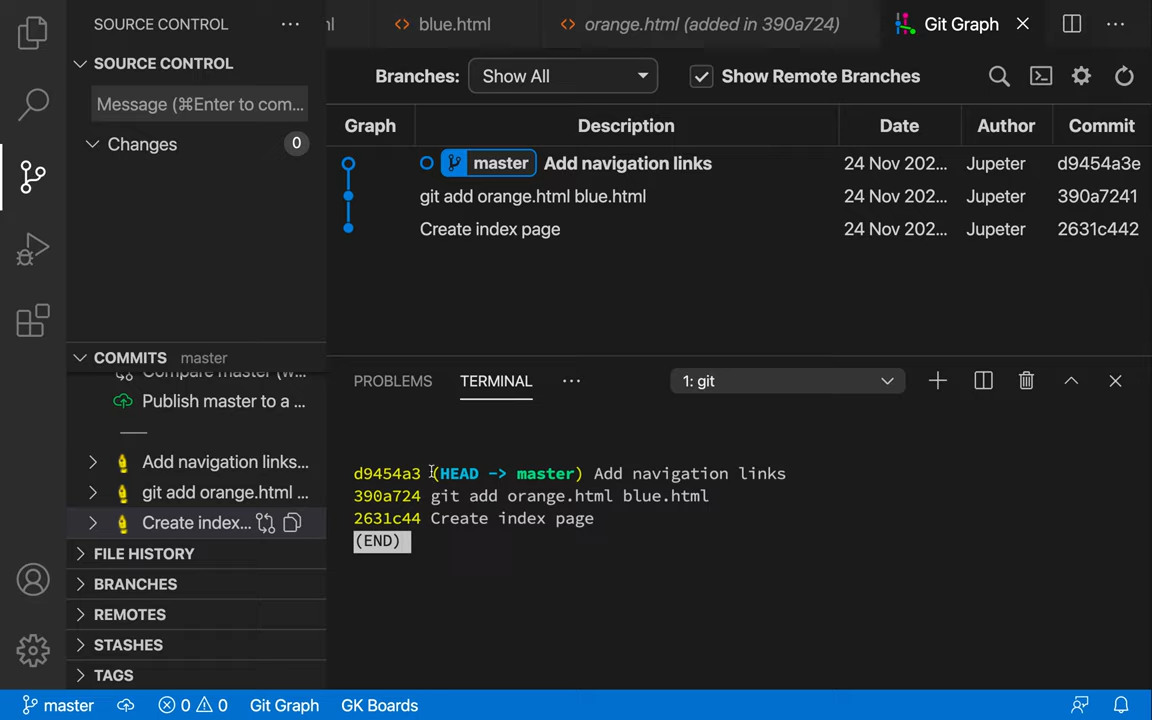 SOURCE CONTROL
SOURCE CONTROL
Message (⌘Enter to com...
Changes
0
COMMITS master
Compare master (w...
Publish master to a ...
Add navigation links...
git add orange.html ...
Create index...
FILE HISTORY
BRANCHES
REMOTES
STASHES
TAGS
blue.html
orange.html (added in 390a724)
Git Graph
Branches: Show All
Show Remote Branches
Graph Description Date Author Commit
master Add navigation links 24 Nov 202... Jupeter d9454a3e
git add orange.html blue.html 24 Nov 202... Jupeter 390a7241
Create index page 24 Nov 202... Jupeter 2631c442
PROBLEMS TERMINAL ... 1: git
d9454a3 (HEAD -> master) Add navigation links
390a724 git add orange.html blue.html
2631c44 Create index page
(END)
master 0 0 Git Graph GK Boards